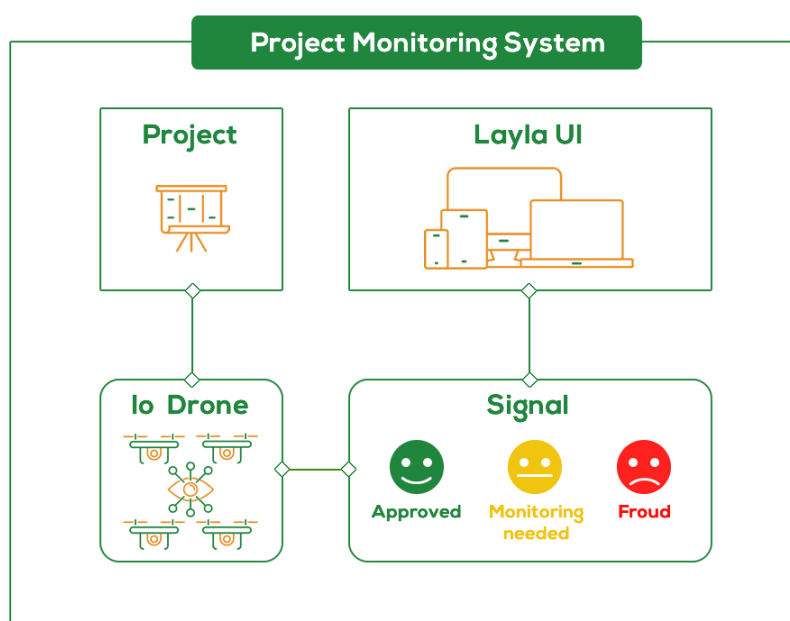 Project Monitoring System
Project
Layla UI
Io Drone
Signal
Approved
Monitoring
needed
Froud